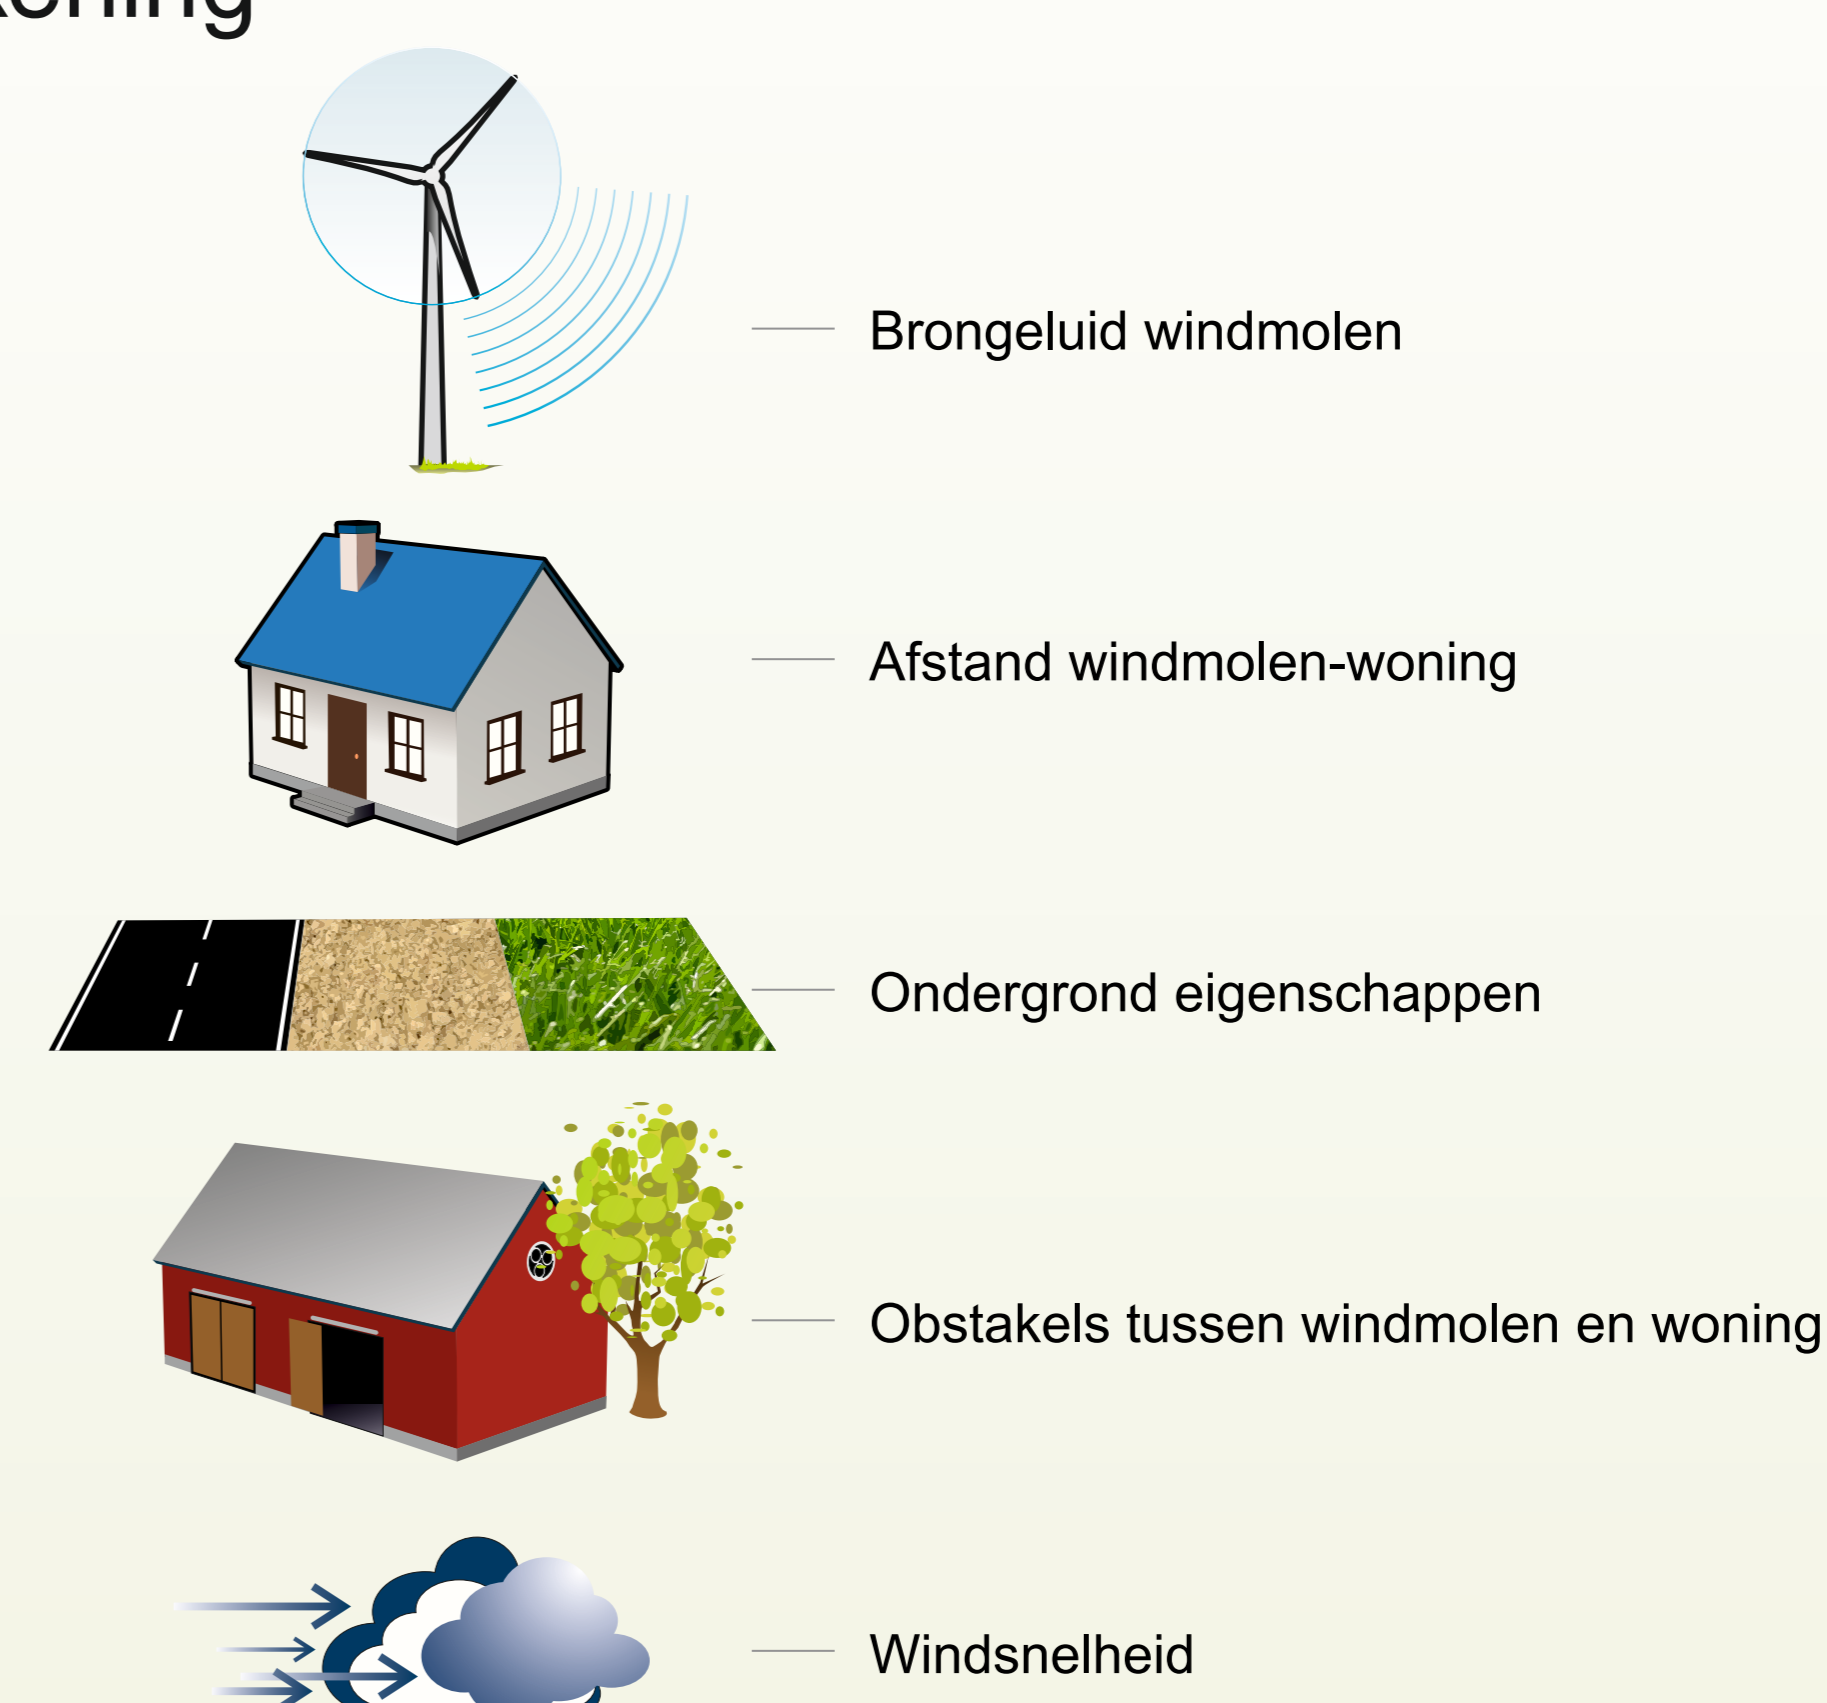 Brongeluid windmolen
Afstand windmolen-woning
Ondergrond eigenschappen
Obstakels tussen windmolen en woning
Windsnelheid